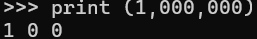 >>> print (1,000,000)
1 0 0